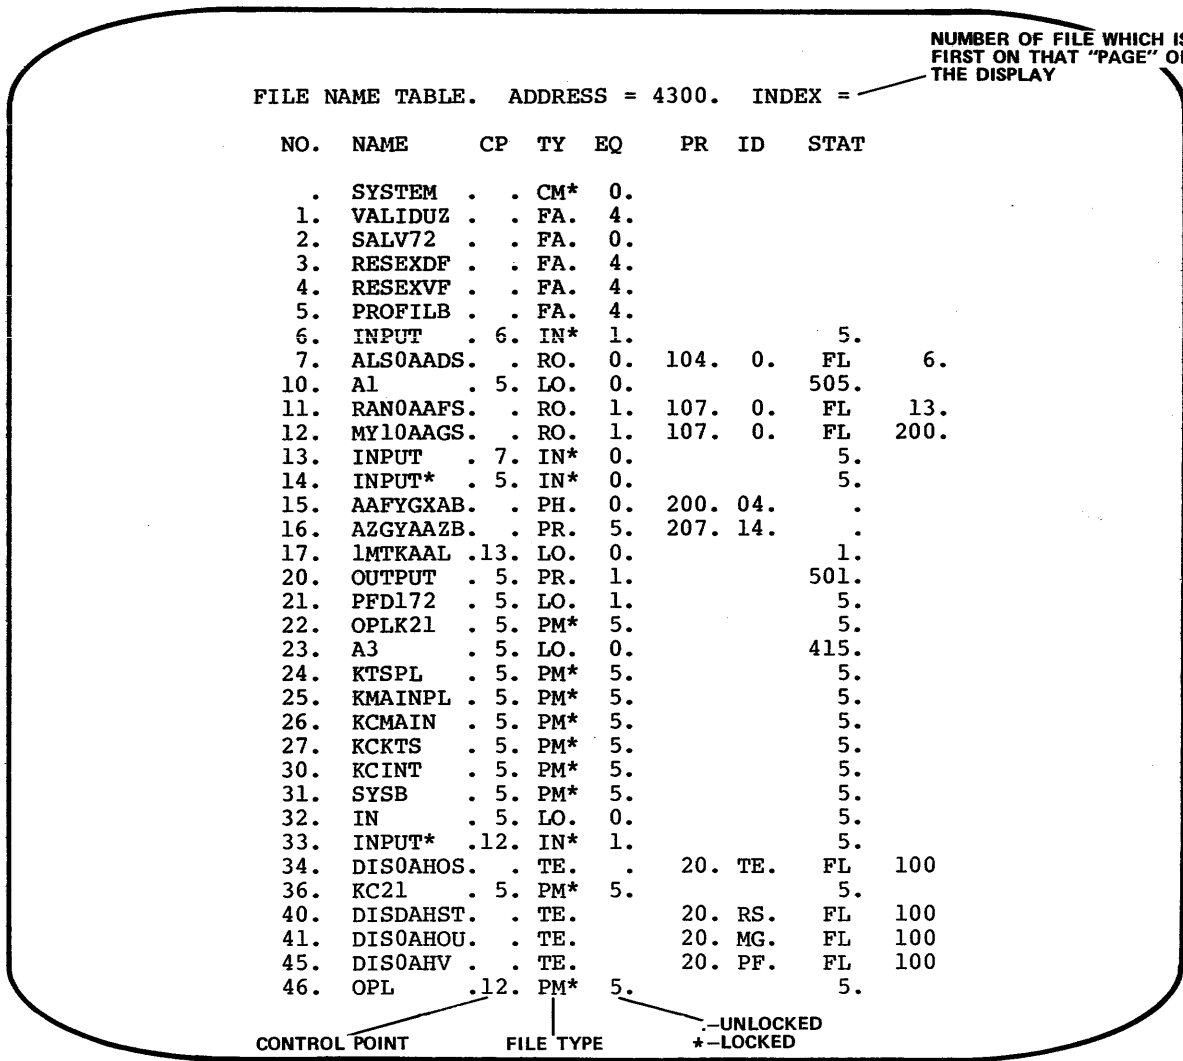 NUMBER OF FILE WHICH IS
FIRST ON THAT "PAGE" OF
THE DISPLAY
FILE NAME TABLE. ADDRESS = 4300. INDEX =
NO. NAME CP TY EQ PR ID STAT
. SYSTEM . . CM* 0.
1. VALIDUZ . . FA. 4.
2. SALV72 . . FA. 0.
3. RESEXDF . . FA. 4.
4. RESEXVF . . FA. 4.
5. PROFILB . . FA. 4.
6. INPUT . 6. IN* 1. 5.
7. ALS0AADS. . RO. 0. 104. 0. FL 6.
10. A1 . 5. LO. 0. 505.
11. RAN0AAFS. . RO. 1. 107. 0. FL 13.
12. MY10AAGS. . RO. 1. 107. 0. FL 200.
13. INPUT . 7. IN* 0. 5.
14. INPUT* . 5. IN* 0. 5.
15. AAFYGXAB. . PH. 0. 200. 04. .
16. AZGYAAZB. . PR. 5. 207. 14. .
17. 1MTKAAL .13. LO. 0. 1.
20. OUTPUT . 5. PR. 1. 501.
21. PFD172 . 5. LO. 1. 5.
22. OPLK21 . 5. PM* 5. 5.
23. A3 . 5. LO. 0. 415.
24. KTSPL . 5. PM* 5. 5.
25. KMAINPL . 5. PM* 5. 5.
26. KCMAIN . 5. PM* 5. 5.
27. KCKTS . 5. PM* 5. 5.
30. KCINT . 5. PM* 5. 5.
31. SYSB . 5. PM* 5. 5.
32. IN . 5. LO. 0. 5.
33. INPUT* .12. IN* 1. 5.
34. DIS0AHOS. . TE. . 20. TE. FL 100
36. KC21 . 5. PM* 5. 5.
40. DISDAHST. . TE. 20. RS. FL 100
41. DIS0AHOU. . TE. 20. MG. FL 100
45. DIS0AHV . . TE. 20. PF. FL 100
46. OPL .12. PM* 5. 5.
.–UNLOCKED
CONTROL POINT FILE TYPE *–LOCKED